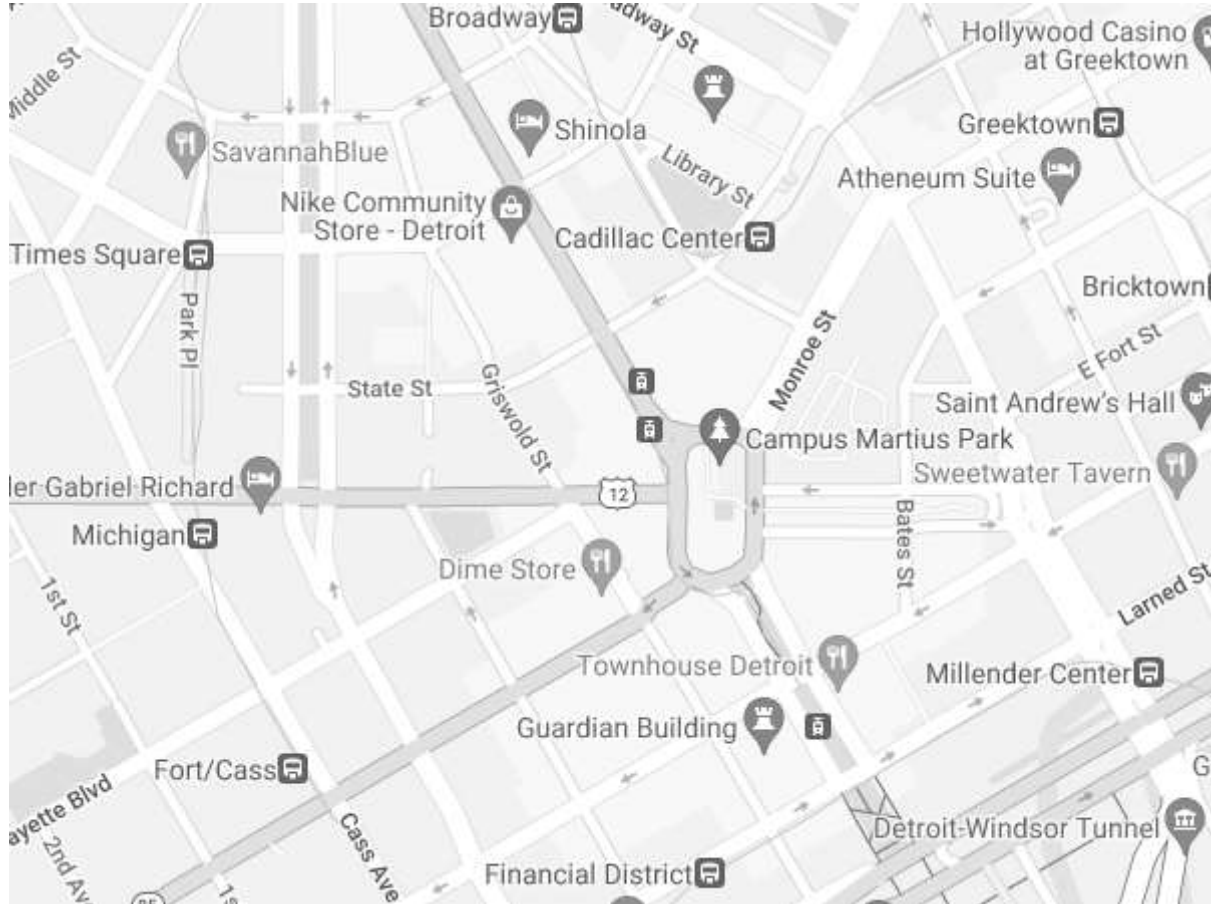 Broadway
adway St
Hollywood Casino
at Greektown
Middle St
Shinola
Greektown
SavannahBlue
Library St
Atheneum Suite
Nike Community
Store - Detroit
Cadillac Center
Times Square
Bricktown
Park Pl
Monroe St
E Fort St
State St
Griswold St
Saint Andrew's Hall
Campus Martius Park
Sweetwater Tavern
ler Gabriel Richard
12
Michigan
Bates St
Dime Store
1st St
Larned St
Townhouse Detroit
Millender Center
Guardian Building
Fort/Cass
G
ayette Blvd
Cass Ave
Detroit-Windsor Tunnel
2nd Av
Financial District
1s